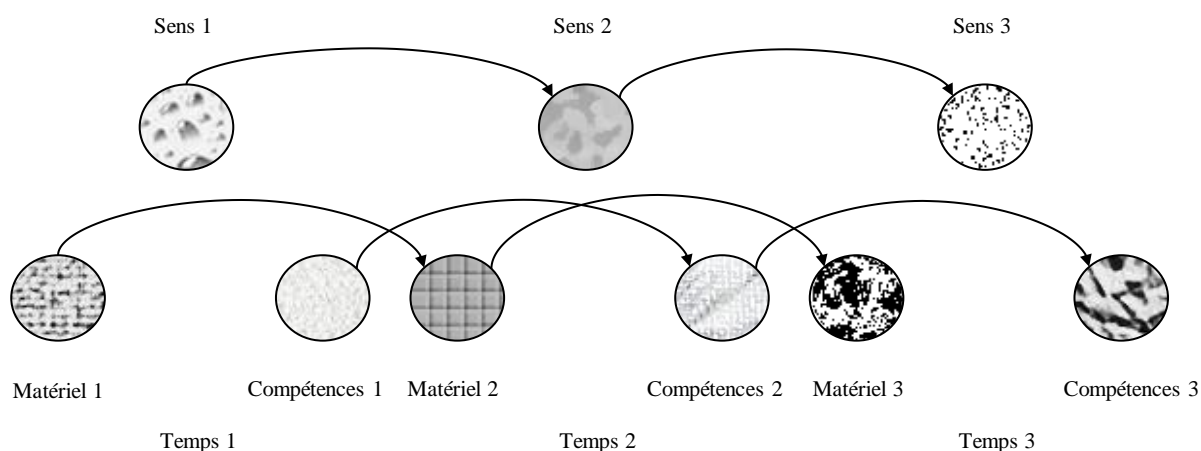 Sens 1 Sens 2 Sens 3
Matériel 1 Compétences 1 Matériel 2 Compétences 2 Matériel 3 Compétences 3
Temps 1 Temps 2 Temps 3